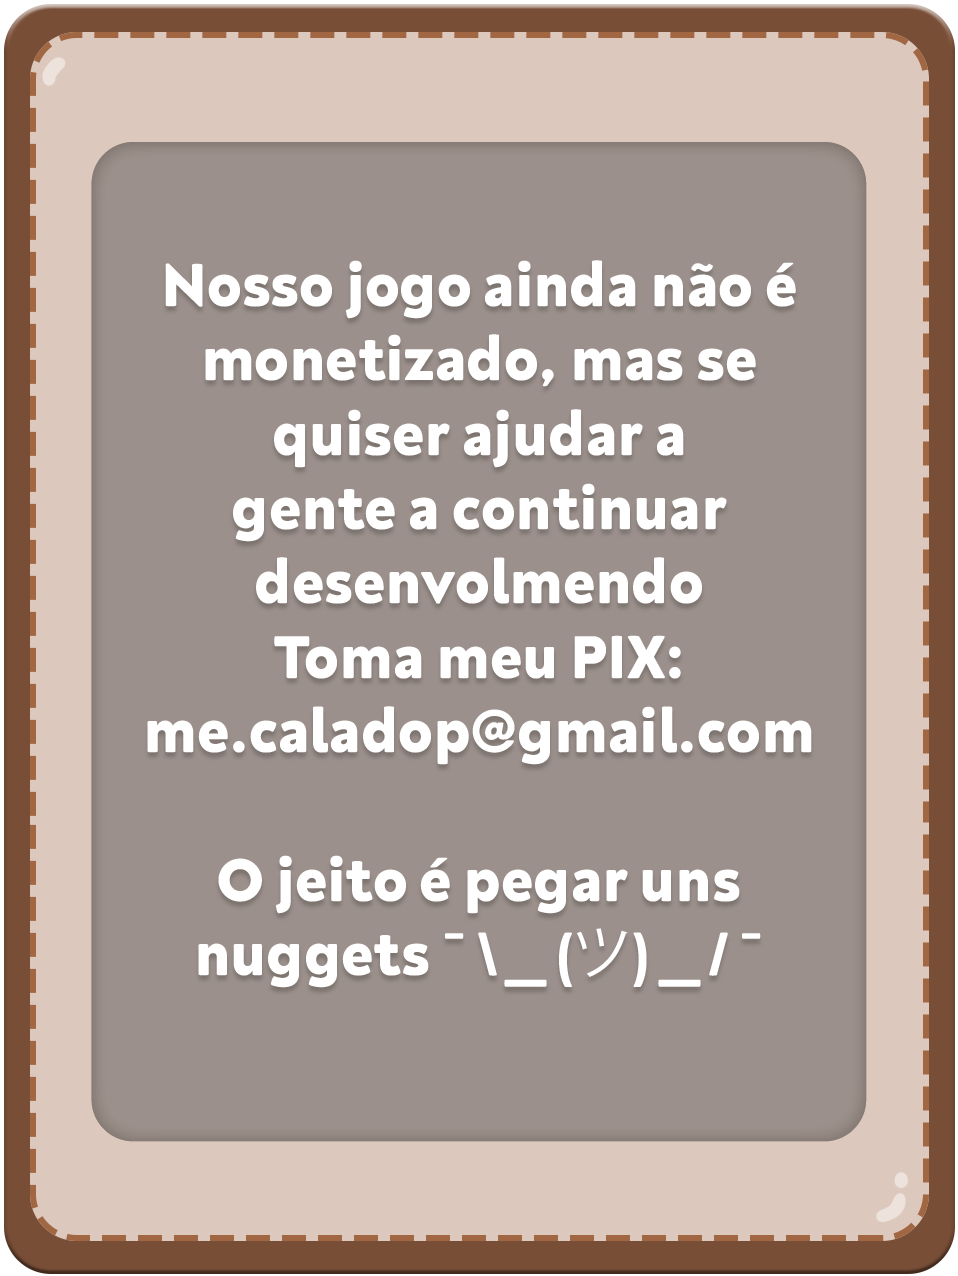 Nosso jogo ainda não é
monetizado, mas se
quiser ajudar a
gente a continuar
desenvolmendo
Toma meu PIX:
me.caladop@gmail.com
O jeito é pegar uns
nuggets ¯\_(ツ)_/¯